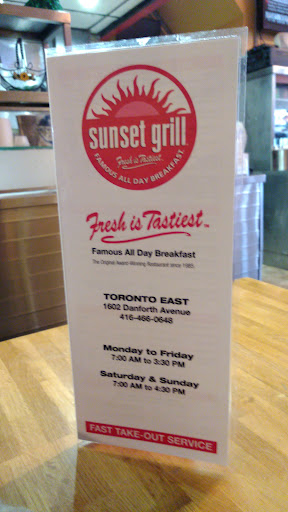 sunset grill
Fresh is Tastiest
FAMOUS ALL DAY BREAKFAST.
Fresh is Tastiest™
Famous All Day Breakfast
The Original Award-Winning Restaurant since 1985.
TORONTO EAST
1602 Danforth Avenue
416-466-0648
Monday to Friday
7:00 AM to 3:30 PM
Saturday & Sunday
7:00 AM to 4:30 PM
FAST TAKE-OUT SERVICE